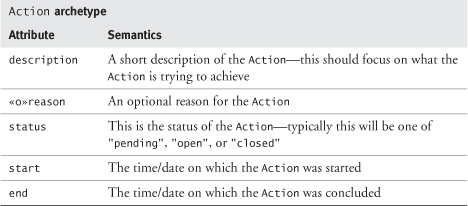 Action archetype
Attribute Semantics
description A short description of the Action—this should focus on what the
Action is trying to achieve
«o»reason An optional reason for the Action
status This is the status of the Action—typically this will be one of
"pending", "open", or "closed"
start The time/date on which the Action was started
end The time/date on which the Action was concluded